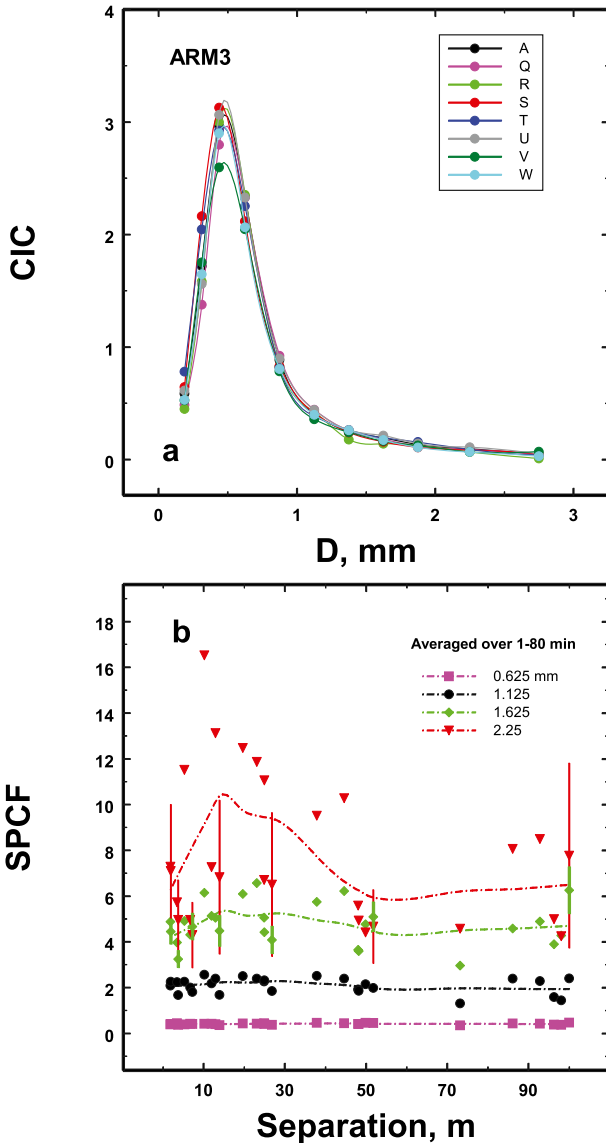 4
ARM3
A
Q
R
S
T
U
V
W
3
2
1
0
CIC
a
0 1 2 3
D, mm
b
Averaged over 1-80 min
0.625 mm
1.125
1.625
2.25
18
16
14
12
10
8
6
4
2
0
SPCF
10 30 50 70 90
Separation, m